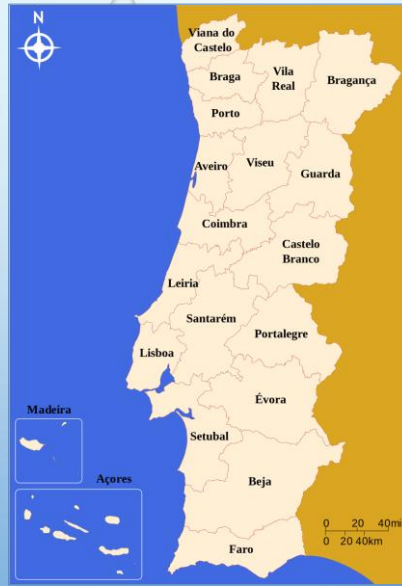 N
Viana do
Castelo
Braga
Vila
Real
Bragança
Porto
Aveiro
Viseu
Guarda
Coimbra
Castelo
Branco
Leiria
Santarém
Portalegre
Lisboa
Évora
Madeira
Setubal
Açores
Beja
0 20 40mi
0 20 40km
Faro